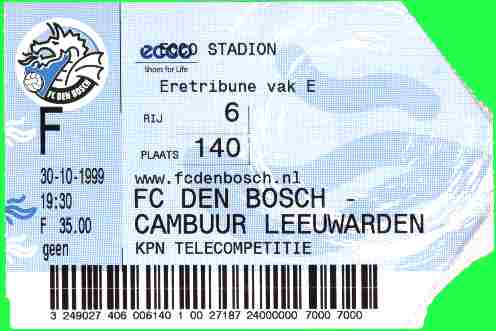 FC DEN BOSCH
ecco ECCO STADION
Shoes for Life
Eretribune vak E
F
RIJ 6
PLAATS 140
30-10-1999
www.fcdenbosch.nl
19:30
FC DEN BOSCH -
F 35.00
CAMBUUR LEEUWARDEN
geen
KPN TELECOMPETITIE
3 249027 406 006140 1 00 27187 24000000 7000 7000